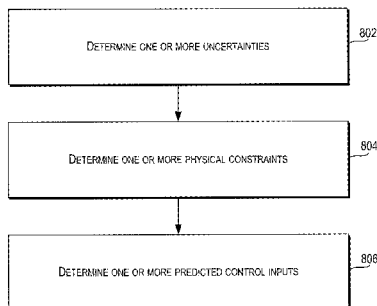 DETERMINE ONE OR MORE UNCERTAINTIES
802
DETERMINE ONE OR MORE PHYSICAL CONSTRAINTS
804
DETERMINE ONE OR MORE PREDICTED CONTROL INPUTS
806